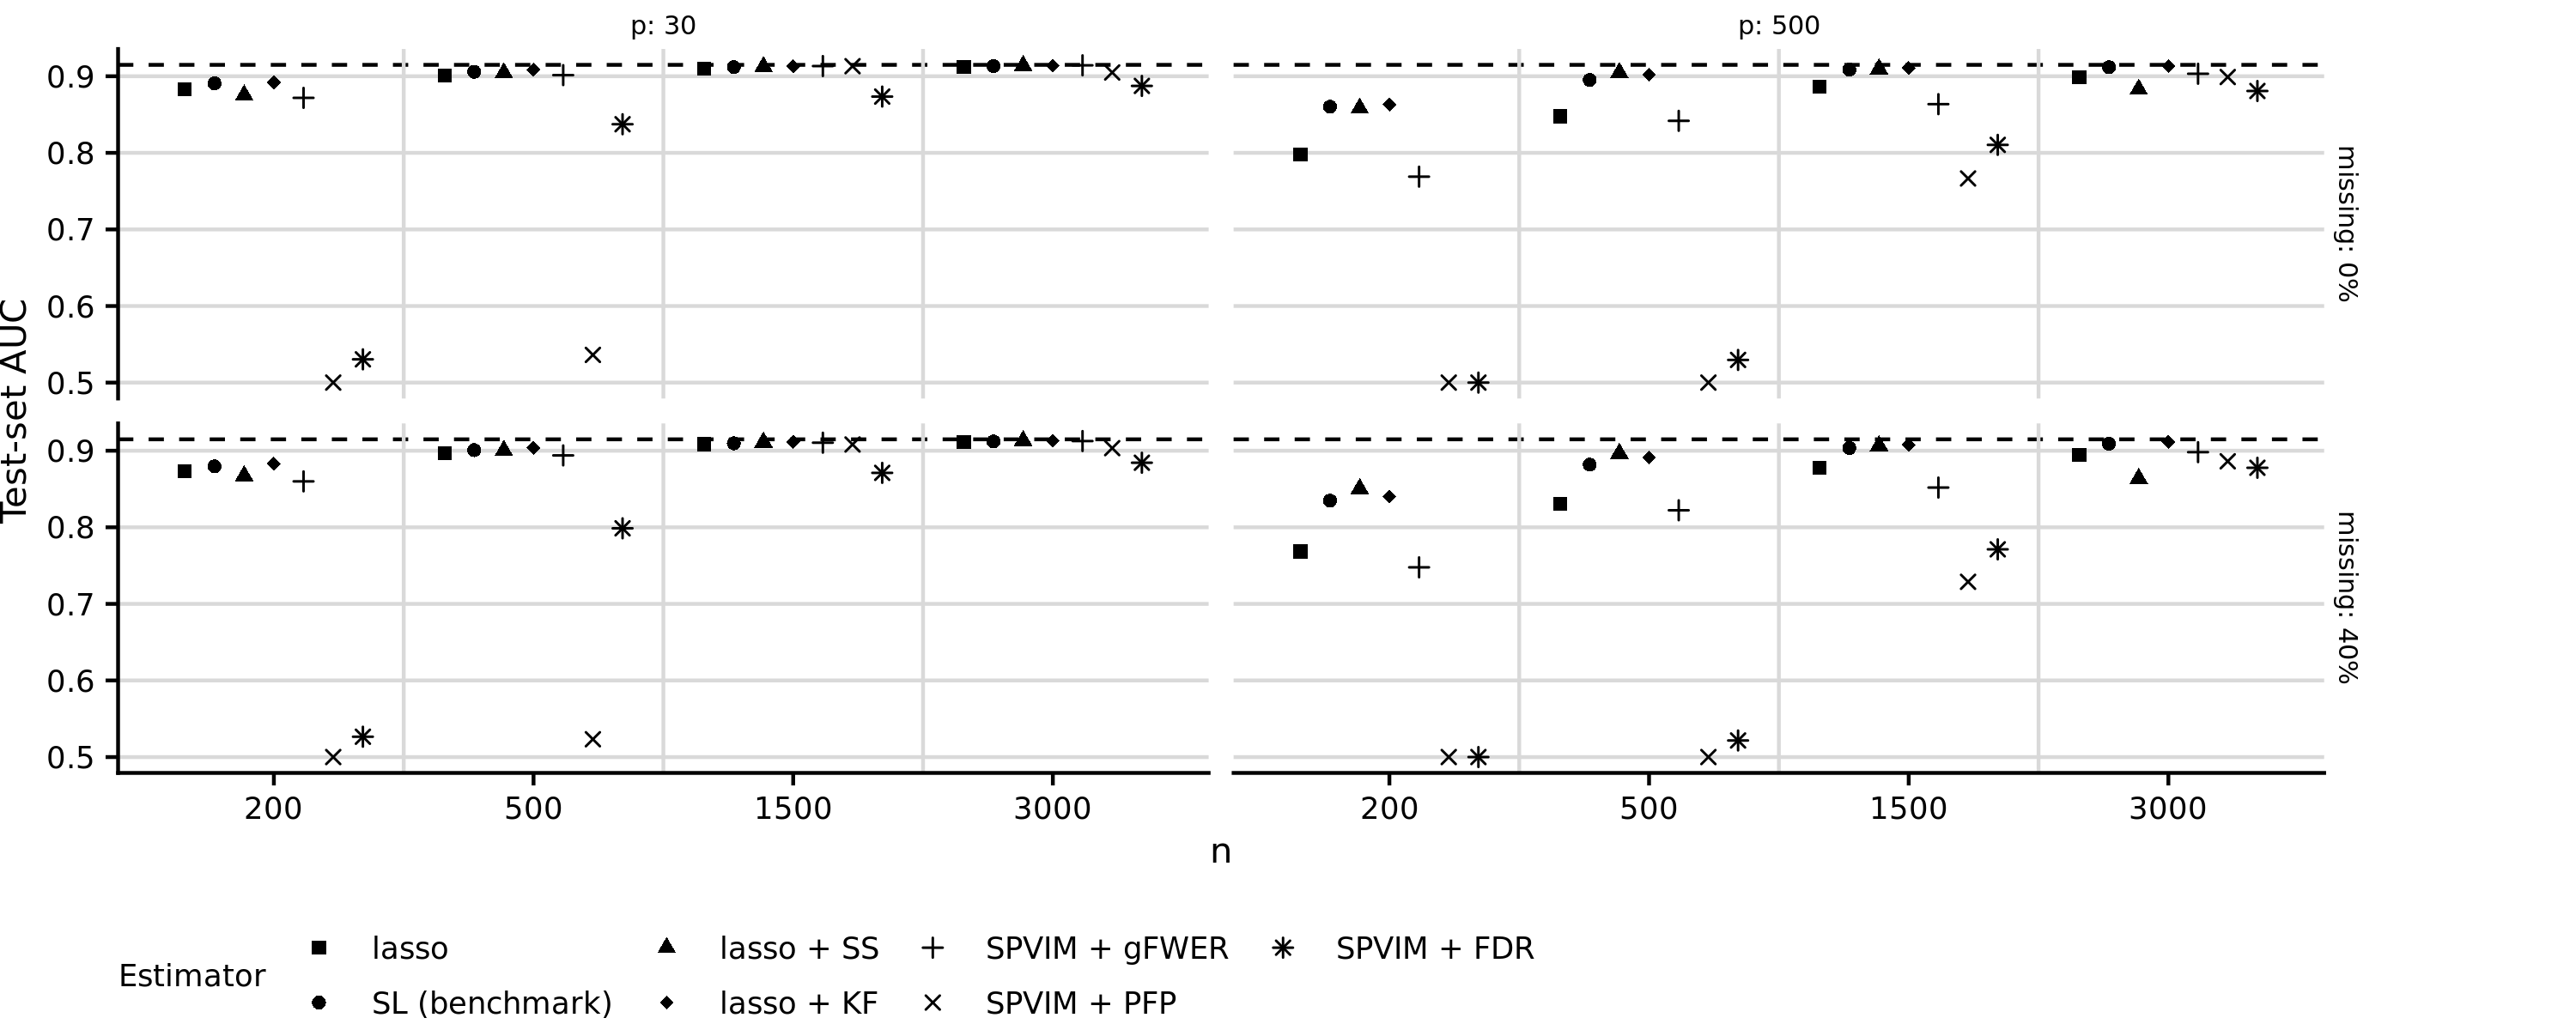 p: 30
p: 500
0.9
0.8
0.7
0.6
0.5
missing: 0%
Test-set AUC
0.9
0.8
0.7
0.6
0.5
missing: 40%
200 500 1500 3000 200 500 1500 3000
n
Estimator
lasso
lasso + SS
SPVIM + gFWER
SPVIM + FDR
SL (benchmark)
lasso + KF
SPVIM + PFP